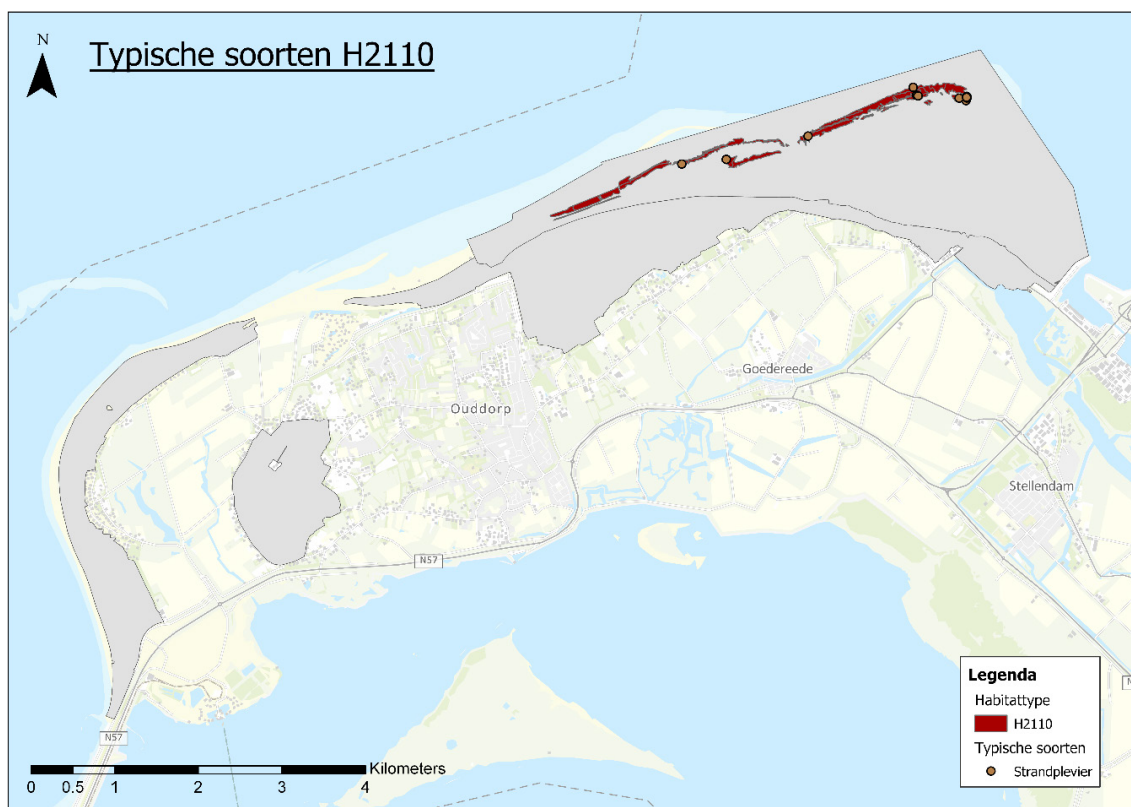 N
Typische soorten H2110
Goedereede
Ouddorp
Stellendam
N57
N57
Legenda
Habitattype
H2110
Typische soorten
Strandplevier
Kilometers
0 0.5 1 2 3 4